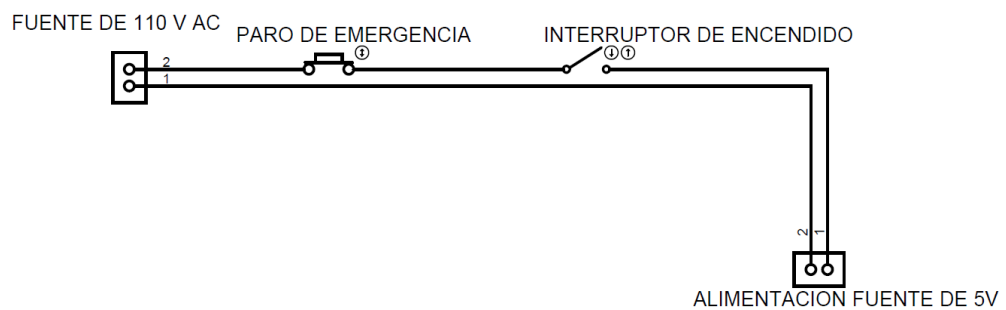 FUENTE DE 110 V AC
PARO DE EMERGENCIA
INTERRUPTOR DE ENCENDIDO
2
1
2
1
ALIMENTACION FUENTE DE 5V